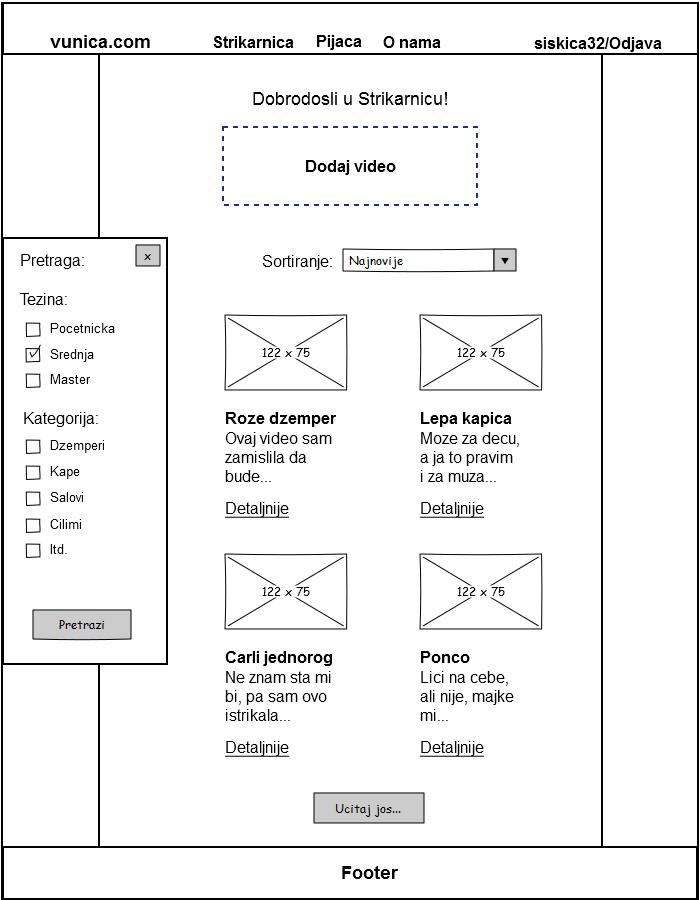 vunica.com Strikarnica Pijaca O nama siskica32/Odjava
Dobrodosli u Strikarnicu!
Dodaj video
Pretraga: x
Tezina:
Pocetnicka
Srednja
Master
Kategorija:
Dzemperi
Kape
Salovi
Cilimi
Itd.
Pretrazi
Sortiranje: Najnovije
122 x 75
Roze dzemper
Ovaj video sam
zamislila da
bude...
Detaljnije
122 x 75
Lepa kapica
Moze za decu,
a ja to pravim
i za muza...
Detaljnije
122 x 75
Carli jednorog
Ne znam sta mi
bi, pa sam ovo
istrikala...
Detaljnije
122 x 75
Ponco
Lici na cebe,
ali nije, majke
mi...
Detaljnije
Ucitaj jos...
Footer